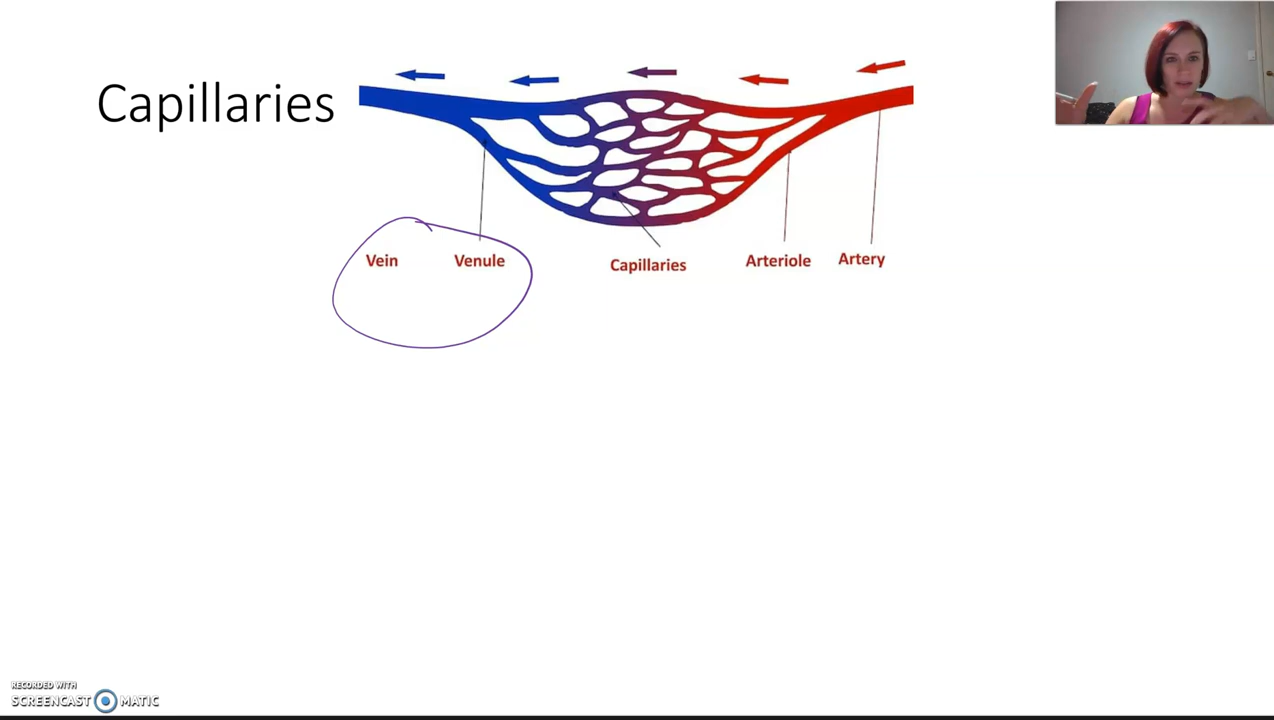 Capillaries
Vein Venule Capillaries Arteriole Artery
RECORDED WITH
SCREENCAST MATIC